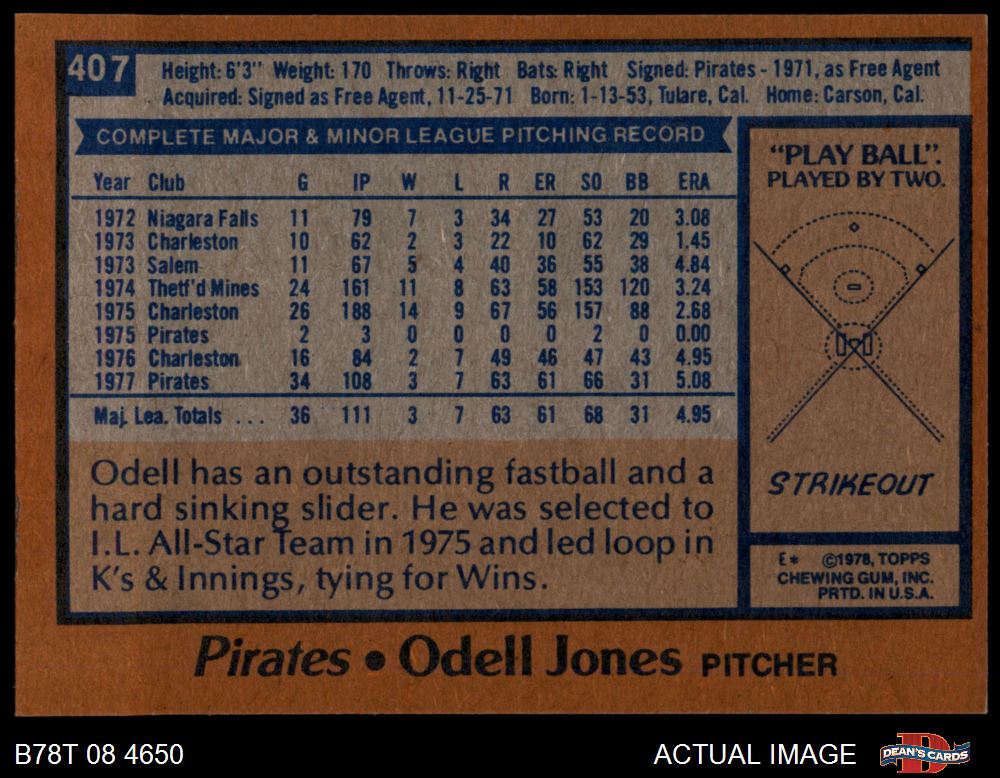 407
Height: 6'3" Weight: 170 Throws: Right Bats: Right Signed: Pirates - 1971, as Free Agent
Acquired: Signed as Free Agent, 11-25-71 Born: 1-13-53, Tulare, Cal. Home: Carson, Cal.
COMPLETE MAJOR & MINOR LEAGUE PITCHING RECORD
Year Club G IP W L R ER SO BB ERA
1972 Niagara Falls 11 79 7 3 34 27 53 20 3.08
1973 Charleston 10 62 2 3 22 10 62 29 1.45
1973 Salem 11 67 5 4 40 36 55 38 4.84
1974 Thetf'd Mines 24 161 11 8 63 58 153 120 3.24
1975 Charleston 26 188 14 9 67 56 157 88 2.68
1975 Pirates 2 3 0 0 0 0 2 0 0.00
1976 Charleston 16 84 2 7 49 46 47 43 4.95
1977 Pirates 34 108 3 7 63 61 66 31 5.08
Maj. Lea. Totals ... 36 111 3 7 63 61 68 31 4.95
Odell has an outstanding fastball and a
hard sinking slider. He was selected to
I.L. All-Star Team in 1975 and led loop in
K's & Innings, tying for Wins.
"PLAY BALL".
PLAYED BY TWO.
STRIKEOUT
E* ©1978, TOPPS
CHEWING GUM, INC.
PRTD. IN U.S.A.
Pirates • Odell Jones PITCHER
B78T 08 4650
ACTUAL IMAGE
DEAN'S CARDS